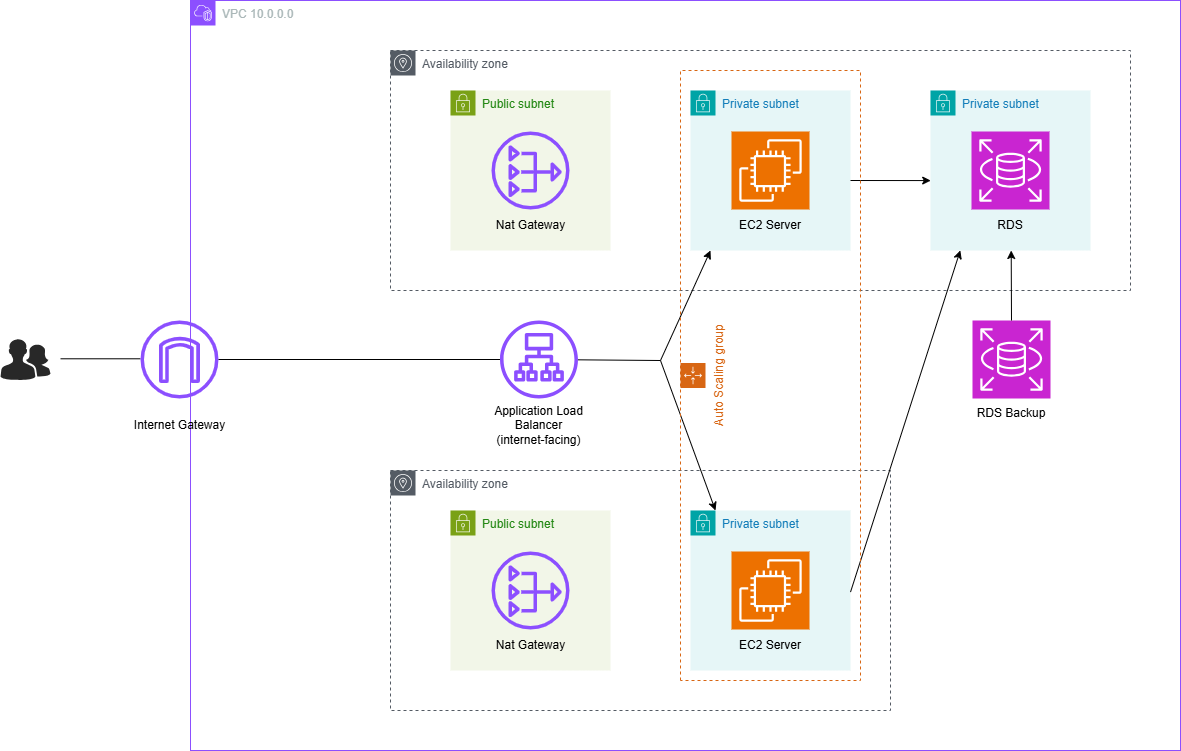 VPC 10.0.0.0
Availability zone
Public subnet
Nat Gateway
Private subnet
EC2 Server
Private subnet
RDS
Internet Gateway
Application Load
Balancer
(internet-facing)
Auto Scaling group
RDS Backup
Availability zone
Public subnet
Nat Gateway
Private subnet
EC2 Server